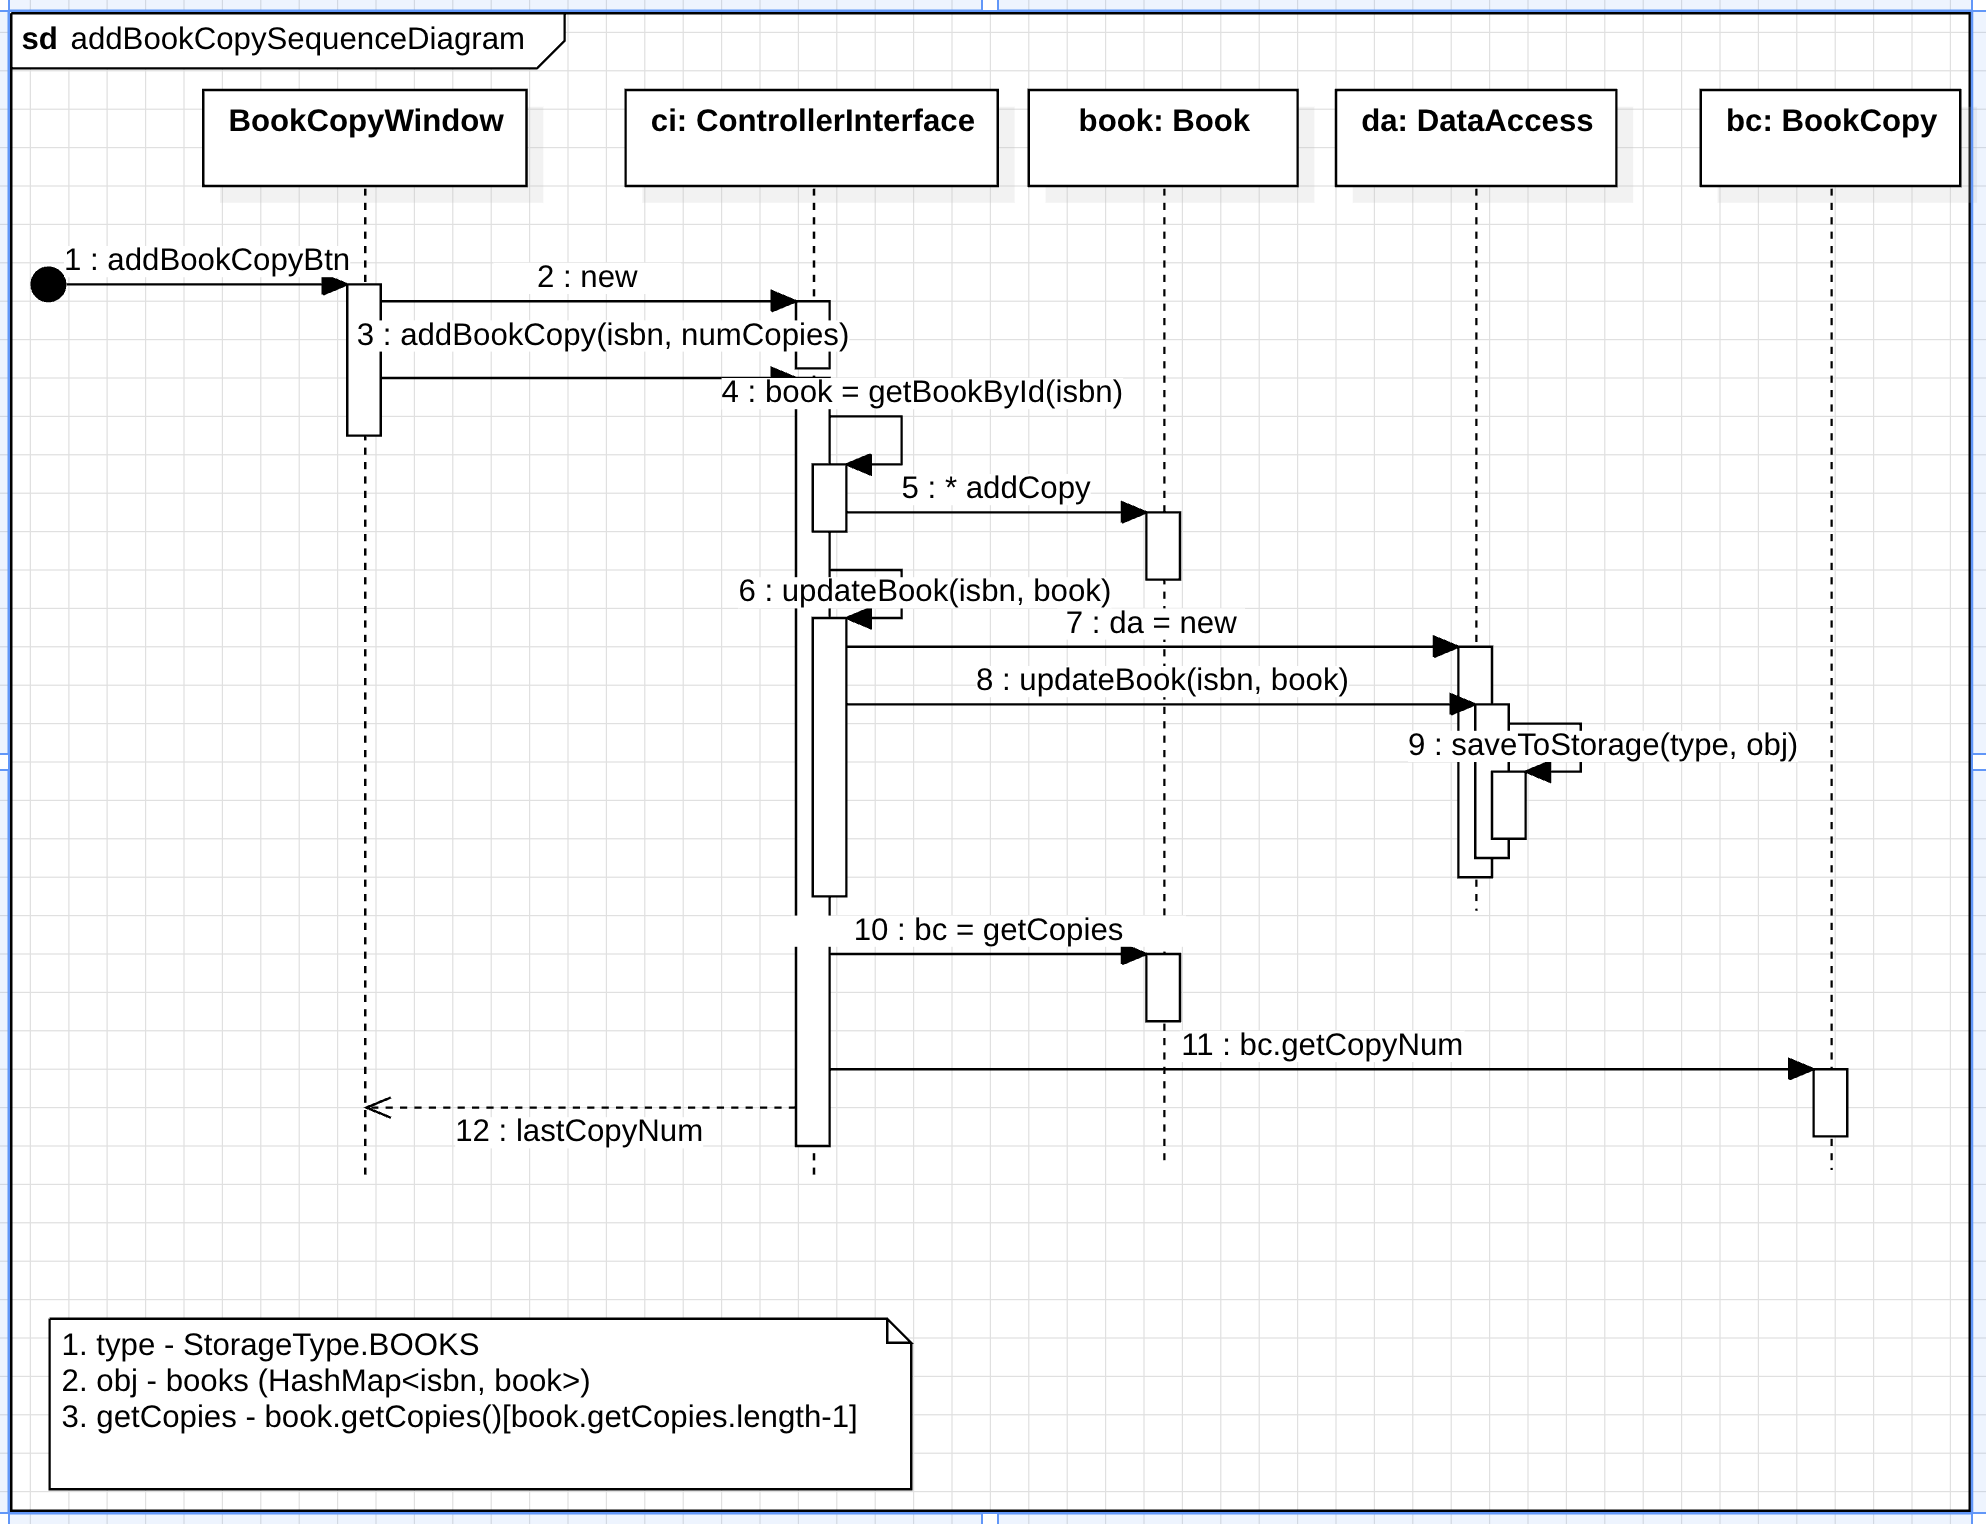 sd addBookCopySequenceDiagram
BookCopyWindow
ci: ControllerInterface
book: Book
da: DataAccess
bc: BookCopy
1 : addBookCopyBtn
2 : new
3 : addBookCopy(isbn, numCopies)
4 : book = getBookById(isbn)
5 : * addCopy
6 : updateBook(isbn, book)
7 : da = new
8 : updateBook(isbn, book)
9 : saveToStorage(type, obj)
10 : bc = getCopies
11 : bc.getCopyNum
12 : lastCopyNum
1. type - StorageType.BOOKS
2. obj - books (HashMap<isbn, book>)
3. getCopies - book.getCopies()[book.getCopies.length-1]